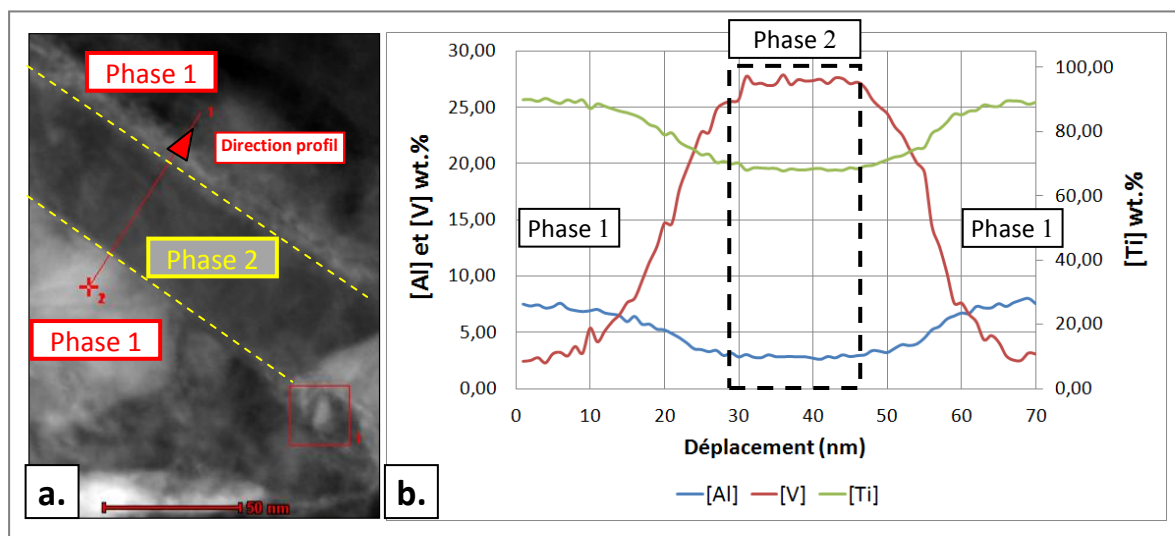 Phase 1
1
Direction profil
Phase 2
2
Phase 1
1
50 nm
a.
Phase 2
30,00
25,00
20,00
15,00
10,00
5,00
0,00
[Al] et [V] wt.%
100,00
80,00
60,00
40,00
20,00
0,00
[Ti] wt.%
Phase 1
Phase 1
0
10
20
30
40
50
60
70
Déplacement (nm)
[Al]
[V]
[Ti]
b.